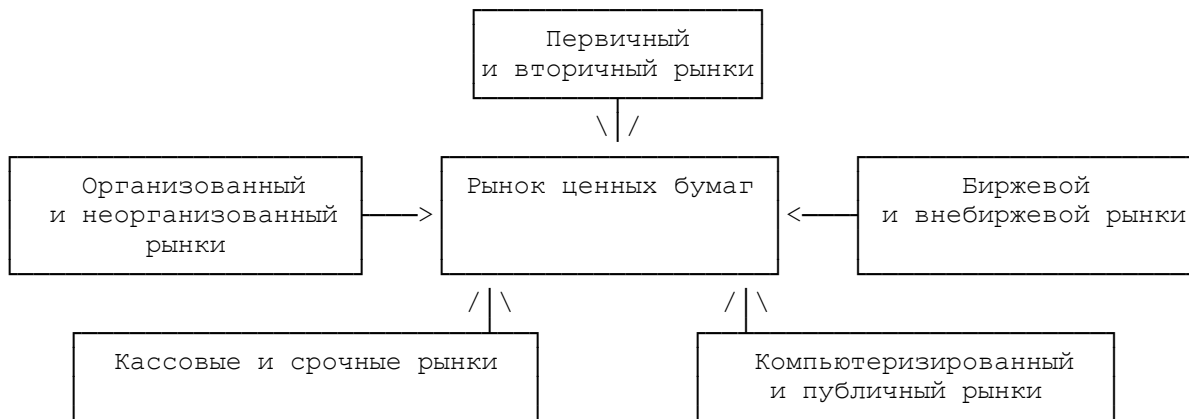 Первичный
и вторичный рынки
Организованный
и неорганизованный
рынки
Рынок ценных бумаг
Биржевой
и внебиржевой рынки
Кассовые и срочные рынки
Компьютеризированный
и публичный рынки